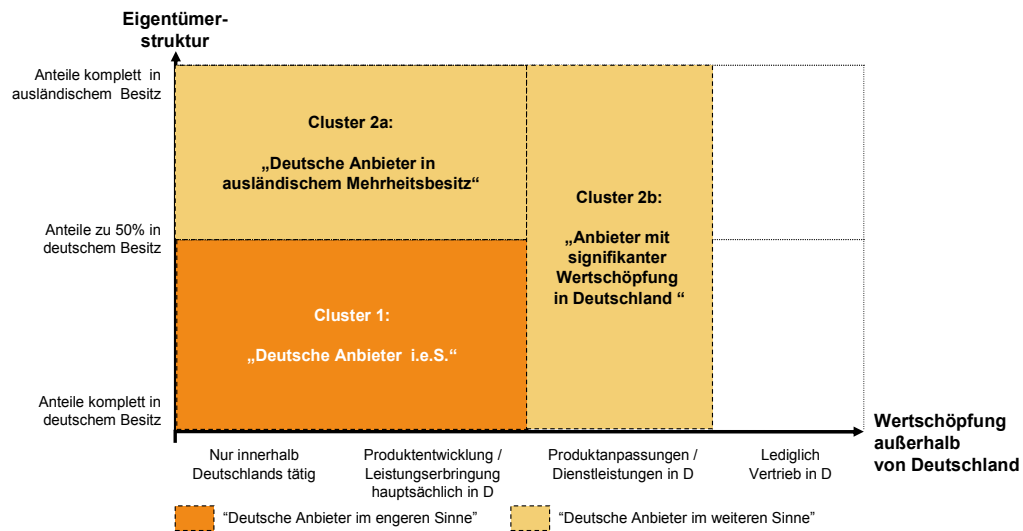 Eigentümer-
struktur
Anteile komplett in
ausländischem Besitz
Cluster 2a:
„Deutsche Anbieter in
ausländischem Mehrheitsbesitz“
Cluster 2b:
„Anbieter mit
signifikanter
Wertschöpfung
in Deutschland “
Anteile zu 50% in
deutschem Besitz
Cluster 1:
„Deutsche Anbieter i.e.S.“
Anteile komplett in
deutschem Besitz
Wertschöpfung
außerhalb
von Deutschland
Nur innerhalb
Deutschlands tätig
Produktentwicklung /
Leistungserbringung
hauptsächlich in D
Produktanpassungen /
Dienstleistungen in D
Lediglich
Vertrieb in D
“Deutsche Anbieter im engeren Sinne”
“Deutsche Anbieter im weiteren Sinne”